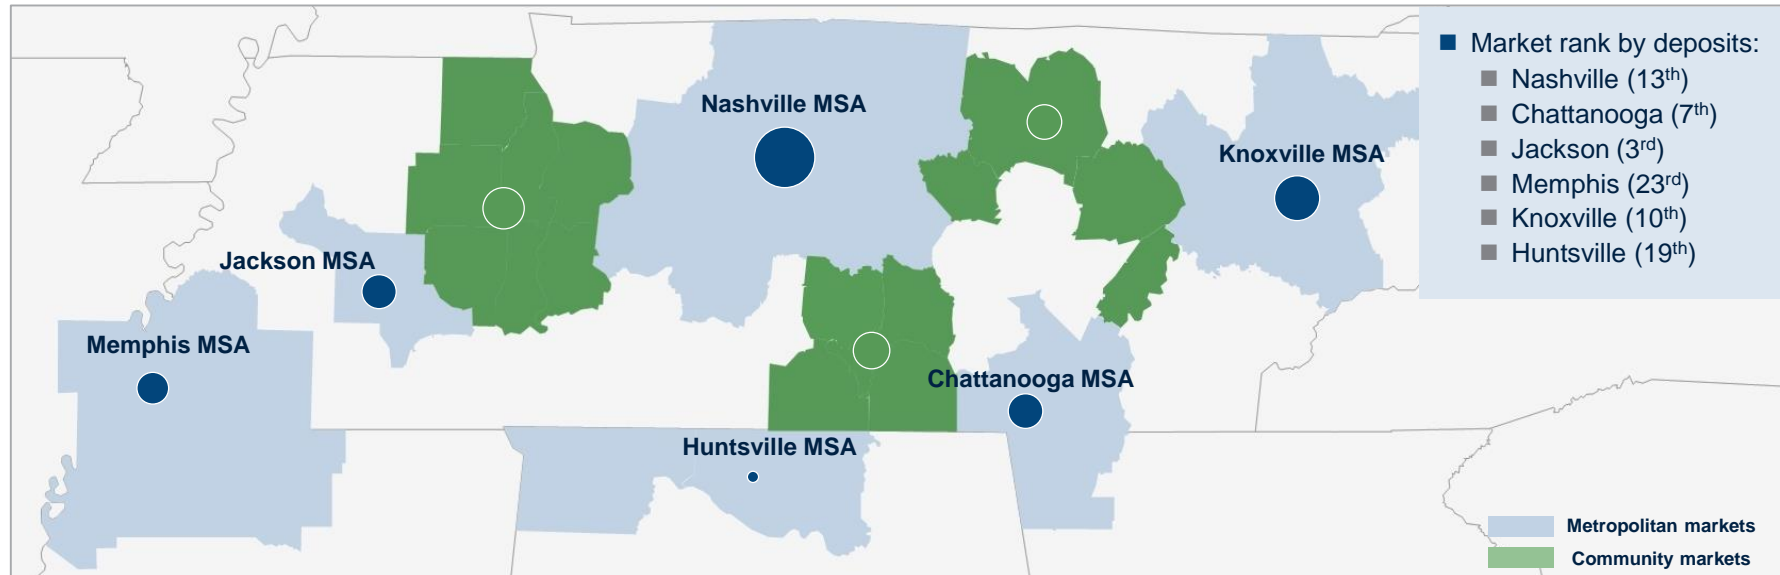 Nashville MSA
Knoxville MSA
Jackson MSA
Memphis MSA
Chattanooga MSA
Huntsville MSA
Market rank by deposits:
Nashville (13th)
Chattanooga (7th)
Jackson (3rd)
Memphis (23rd)
Knoxville (10th)
Huntsville (19th)
Metropolitan markets
Community markets